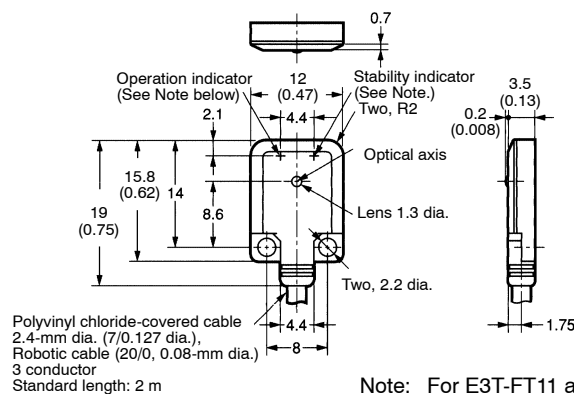 0.7
Operation indicator
(See Note below)
12
(0.47)
Stability indicator
(See Note.)
Two, R2
3.5
(0.13)
0.2
(0.008)
2.1
4.4
Optical axis
15.8
(0.62)
14
19
(0.75)
8.6
Lens 1.3 dia.
Two, 2.2 dia.
Polyvinyl chloride-covered cable
2.4-mm dia. (7/0.127 dia.),
Robotic cable (20/0, 0.08-mm dia.)
3 conductor
Standard length: 2 m
4.4
8
1.75
Note: For E3T-FT11 a